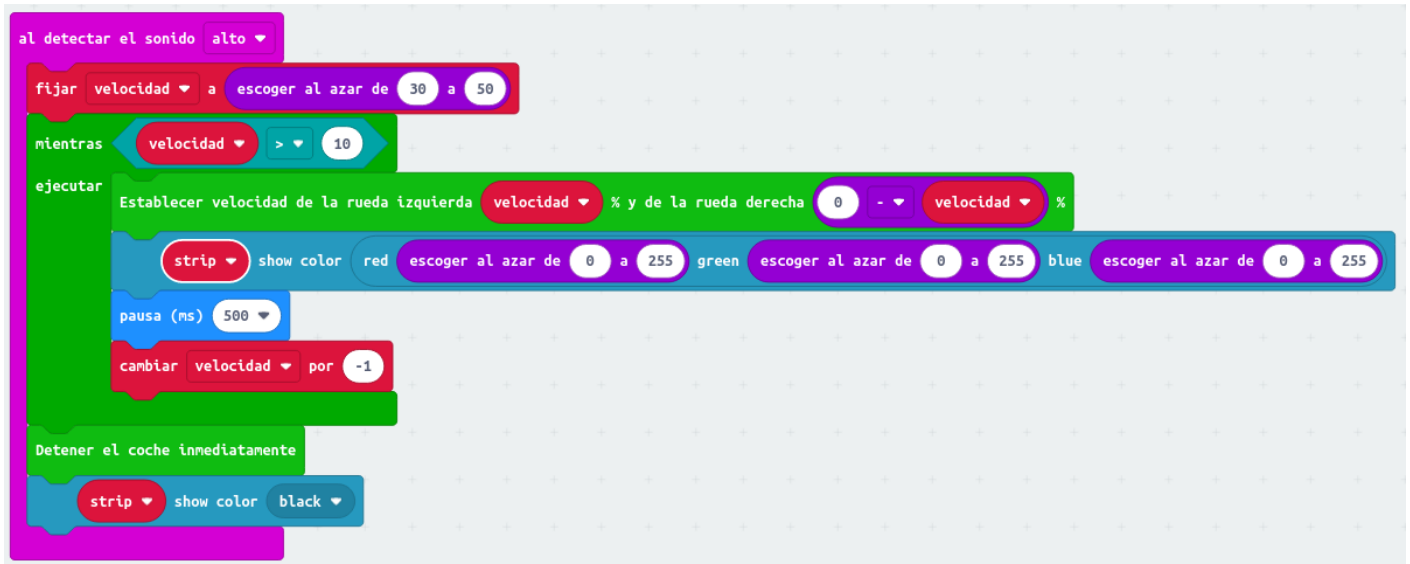 al detectar el sonido alto
fijar velocidad a escoger al azar de 30 a 50
mientras velocidad > 10
ejecutar
Establecer velocidad de la rueda izquierda velocidad % y de la rueda derecha 0 - velocidad %
strip show color red escoger al azar de 0 a 255 green escoger al azar de 0 a 255 blue escoger al azar de 0 a 255
pausa (ms) 500
cambiar velocidad por -1
Detener el coche inmediatamente
strip show color black